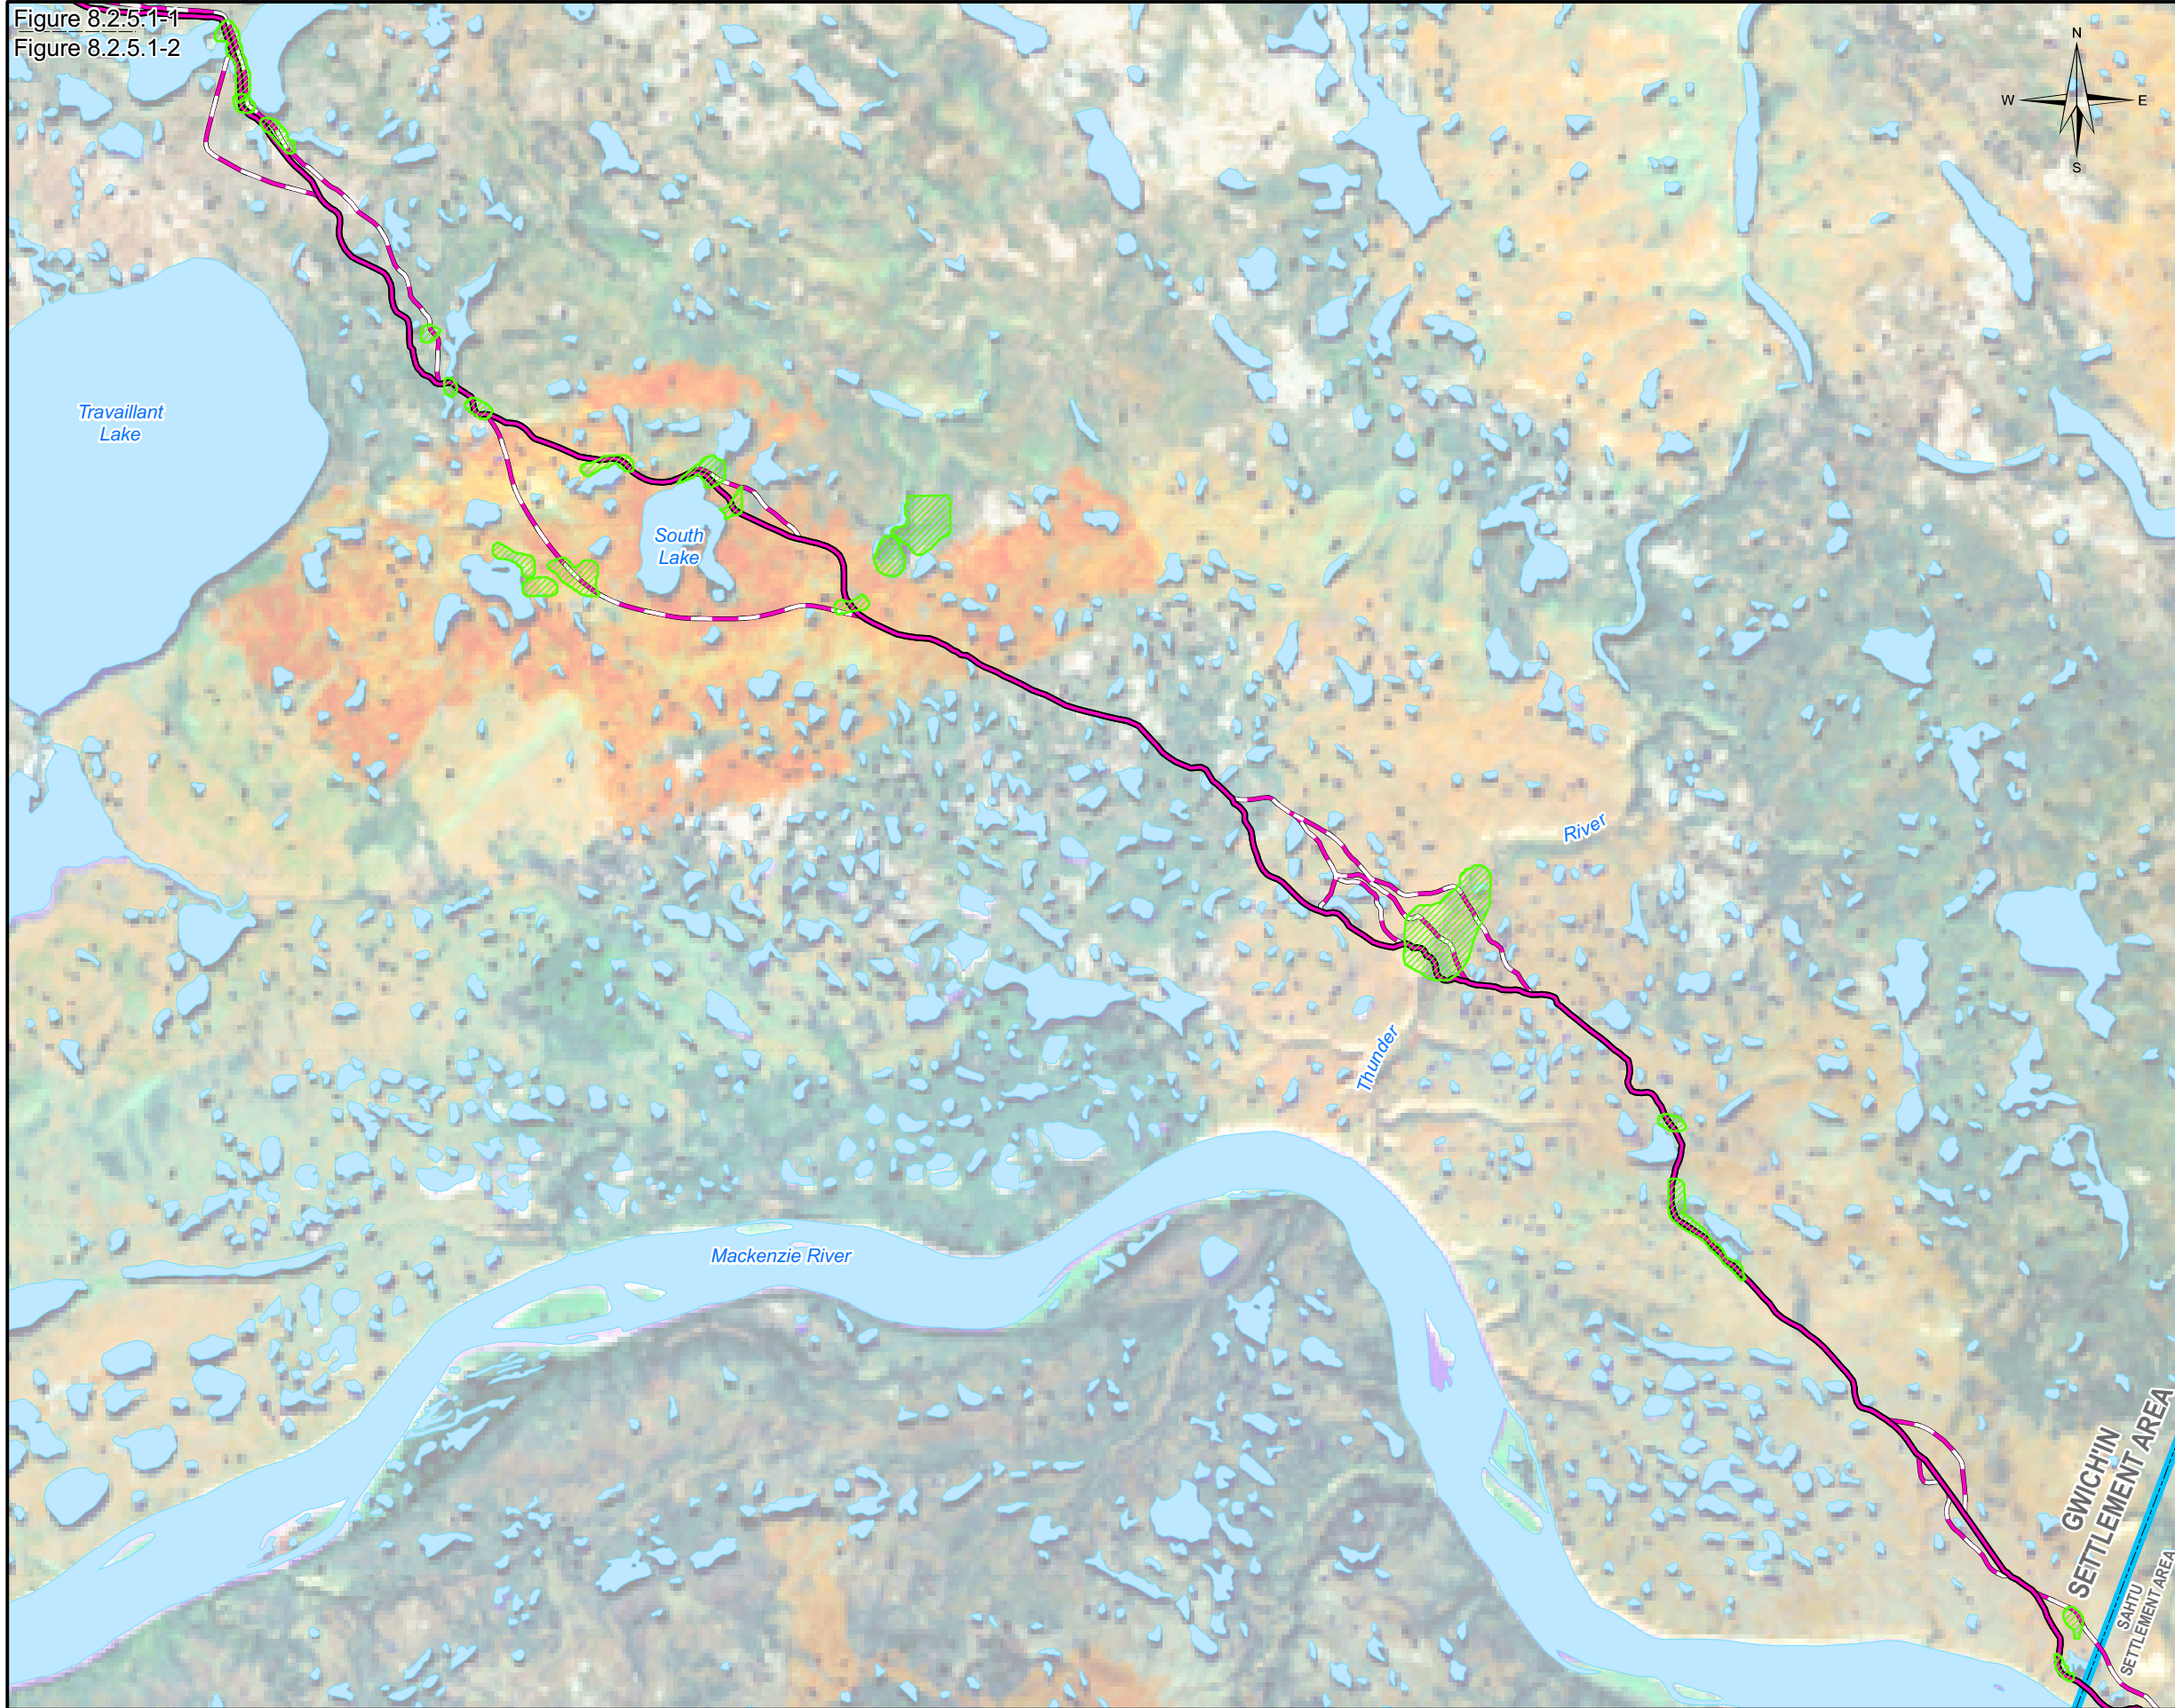 Figure 8.2.5.1-1
Figure 8.2.5.1-2
N
W
E
S
Travaillant
Lake
South
Lake
River
Thunder
Mackenzie River
GWICH'IN
SETTLEMENT AREA
SAHTU
SETTLEMENT AREA